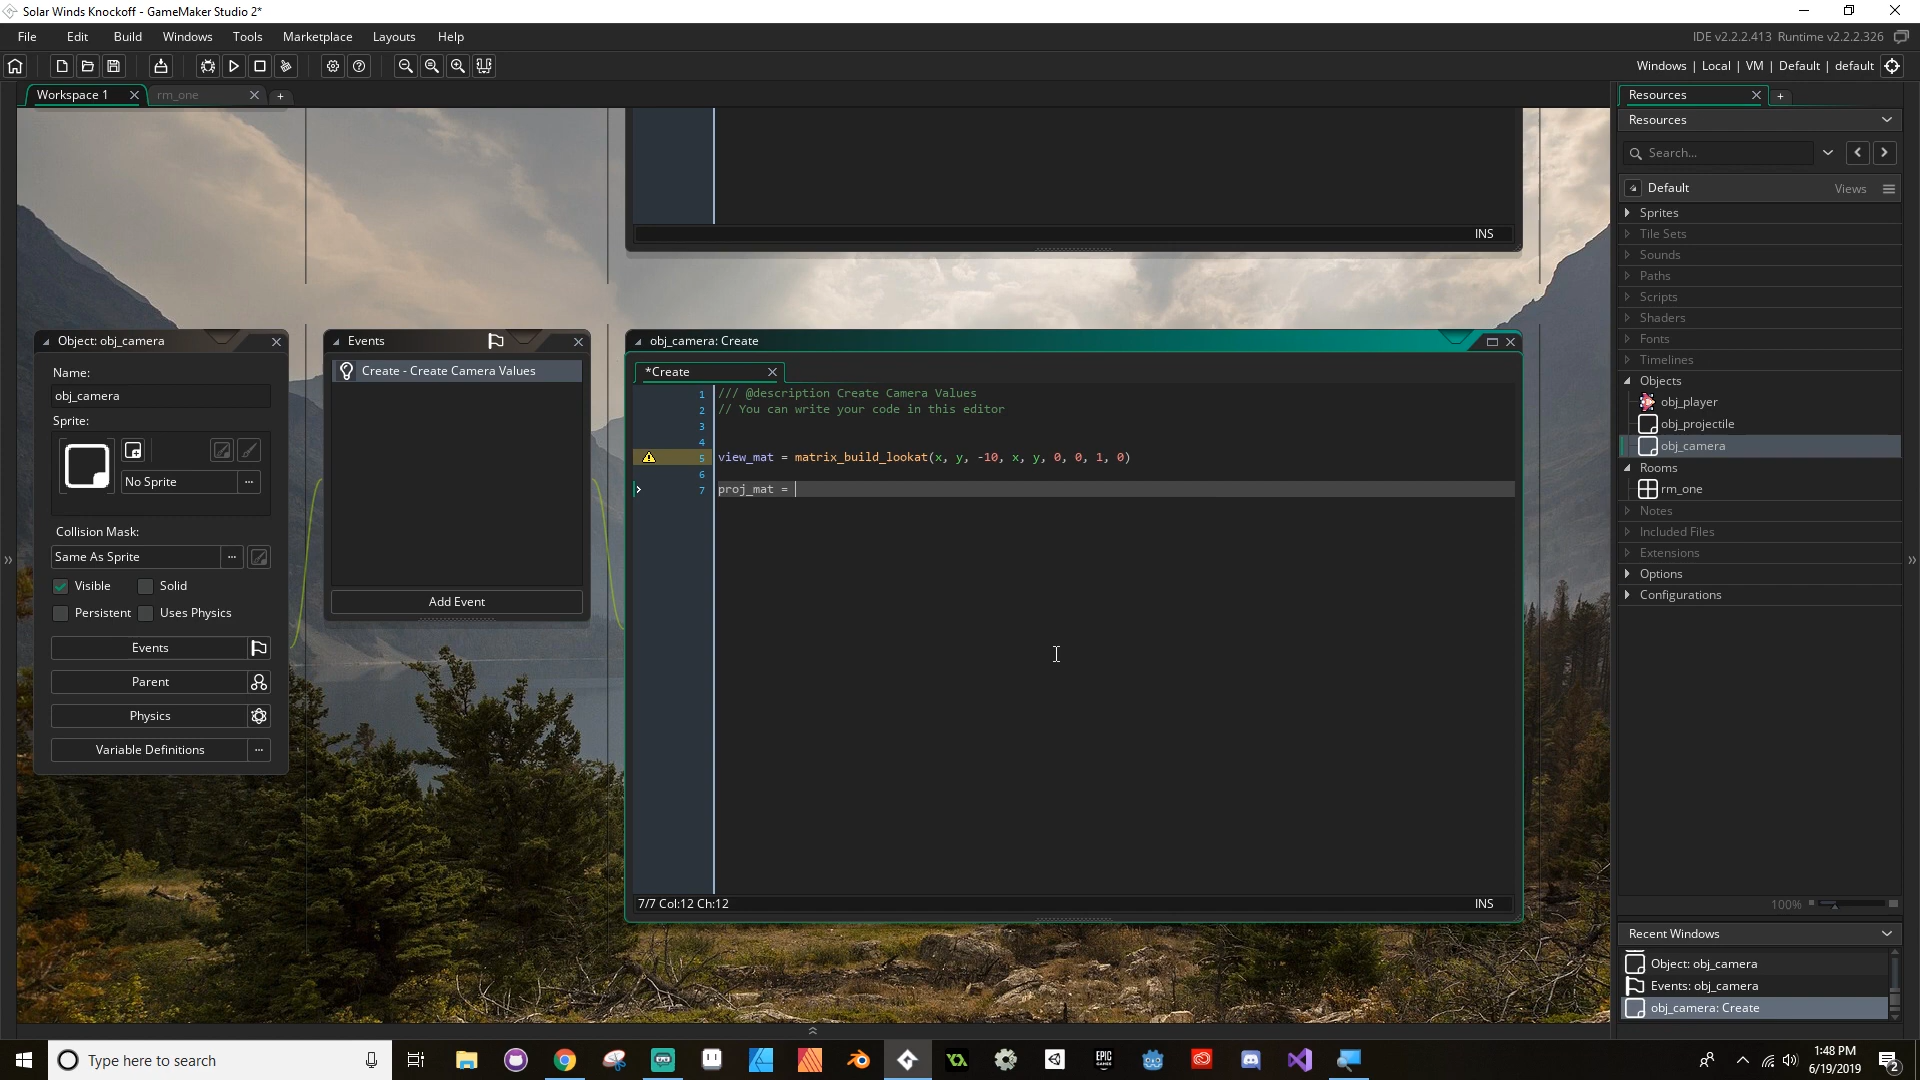 Solar Winds Knockoff - GameMaker Studio 2*
File Edit Build Windows Tools Marketplace Layouts Help
IDE v2.2.2.413 Runtime v2.2.2.326
Windows | Local | VM | Default | default
Workspace 1
rm_one
Resources
Resources
Search...
Default
Views
Sprites
Tile Sets
Sounds
Paths
Scripts
Shaders
Fonts
Timelines
Objects
obj_player
obj_projectile
obj_camera
Rooms
rm_one
Notes
Included Files
Extensions
Options
Configurations
100%
Recent Windows
Object: obj_camera
Events: obj_camera
obj_camera: Create
INS
Object: obj_camera
Name:
obj_camera
Sprite:
No Sprite
...
Collision Mask:
Same As Sprite
...
Visible
Solid
Persistent
Uses Physics
Events
Parent
Physics
Variable Definitions
...
Events
Create - Create Camera Values
Add Event
obj_camera: Create
*Create
1 /// @description Create Camera Values
2 // You can write your code in this editor
3
4
5 view_mat = matrix_build_lookat(x, y, -10, x, y, 0, 0, 1, 0)
6
7 proj_mat =
7/7 Col:12 Ch:12
INS
Type here to search
EPIC GAMES
1:48 PM
6/19/2019
2